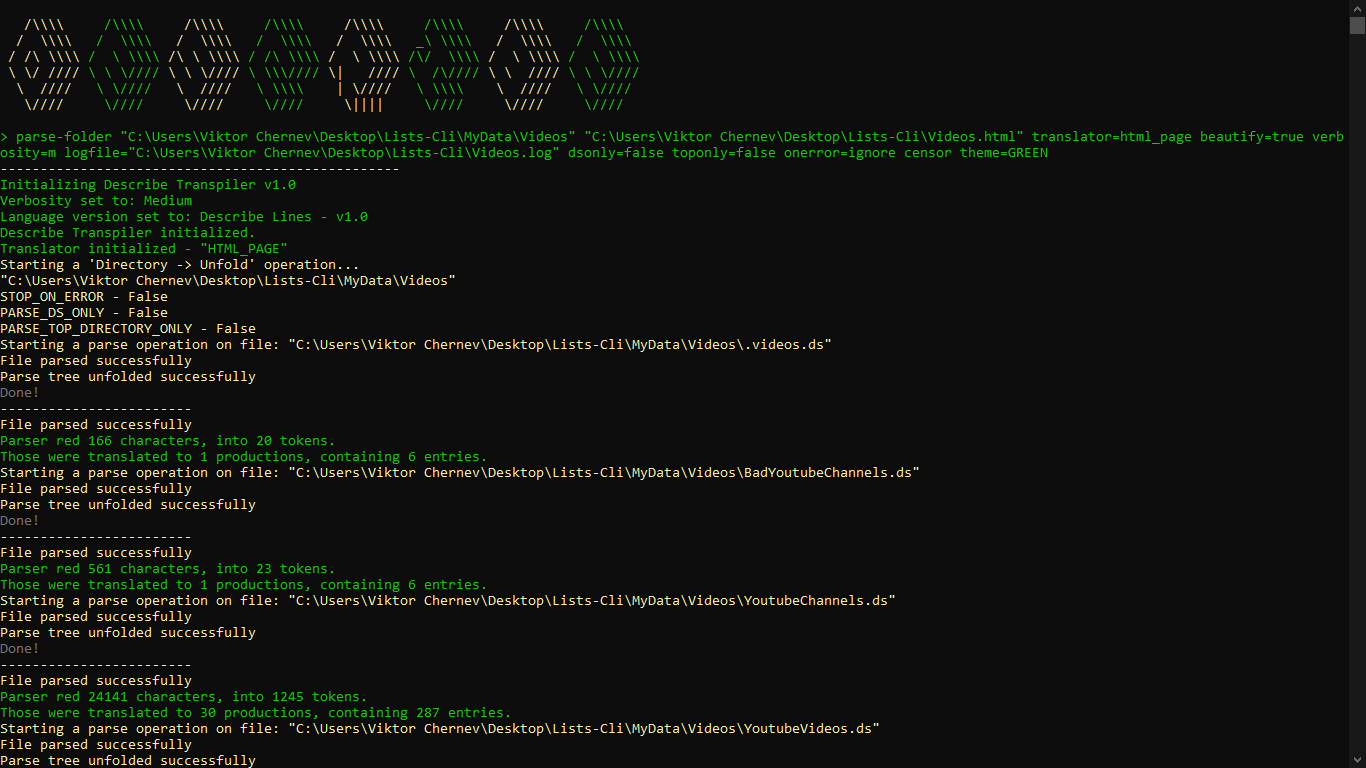 > parse-folder "C:\Users\Viktor Chernev\Desktop\Lists-Cli\MyData\Videos" "C:\Users\Viktor Chernev\Desktop\Lists-Cli\Videos.html" translator=html_page beautify=true verb
osity=m logfile="C:\Users\Viktor Chernev\Desktop\Lists-Cli\Videos.log" dsonly=false toponly=false onerror=ignore censor theme=GREEN
--------------------------------------------------
Initializing Describe Transpiler v1.0
Verbosity set to: Medium
Language version set to: Describe Lines - v1.0
Describe Transpiler initialized.
Translator initialized - "HTML_PAGE"
Starting a 'Directory -> Unfold' operation...
"C:\Users\Viktor Chernev\Desktop\Lists-Cli\MyData\Videos"
STOP_ON_ERROR - False
PARSE_DS_ONLY - False
PARSE_TOP_DIRECTORY_ONLY - False
Starting a parse operation on file: "C:\Users\Viktor Chernev\Desktop\Lists-Cli\MyData\Videos\.videos.ds"
File parsed successfully
Parse tree unfolded successfully
Done!
------------------------
File parsed successfully
Parser red 166 characters, into 20 tokens.
Those were translated to 1 productions, containing 6 entries.
Starting a parse operation on file: "C:\Users\Viktor Chernev\Desktop\Lists-Cli\MyData\Videos\BadYoutubeChannels.ds"
File parsed successfully
Parse tree unfolded successfully
Done!
------------------------
File parsed successfully
Parser red 561 characters, into 23 tokens.
Those were translated to 1 productions, containing 6 entries.
Starting a parse operation on file: "C:\Users\Viktor Chernev\Desktop\Lists-Cli\MyData\Videos\YoutubeChannels.ds"
File parsed successfully
Parse tree unfolded successfully
Done!
------------------------
File parsed successfully
Parser red 24141 characters, into 1245 tokens.
Those were translated to 30 productions, containing 287 entries.
Starting a parse operation on file: "C:\Users\Viktor Chernev\Desktop\Lists-Cli\MyData\Videos\YoutubeVideos.ds"
File parsed successfully
Parse tree unfolded successfully